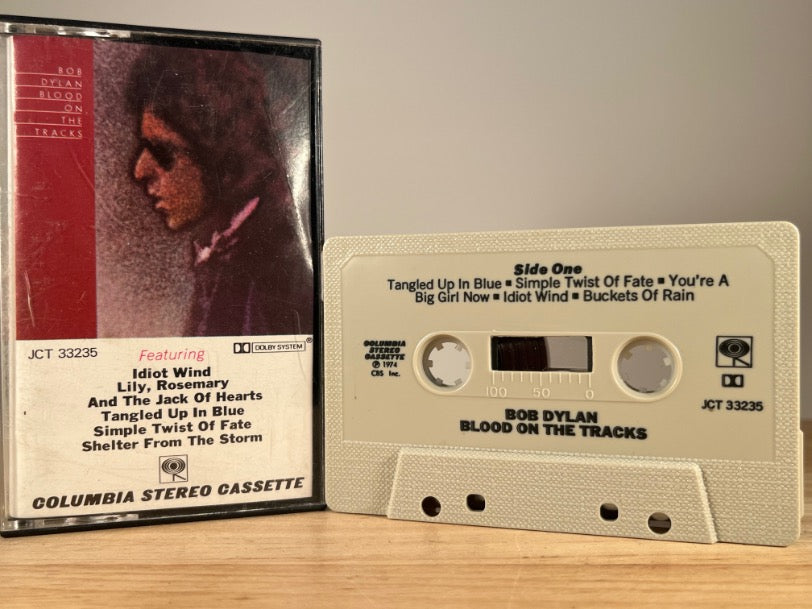 BOB
DYLAN
BLOOD
ON
THE
TRACKS
JCT 33235
Featuring
DOLBY SYSTEM®
Idiot Wind
Lily, Rosemary
And The Jack Of Hearts
Tangled Up In Blue
Simple Twist Of Fate
Shelter From The Storm
COLUMBIA STEREO CASSETTE
Side One
Tangled Up In Blue ▪ Simple Twist Of Fate ▪ You're A
Big Girl Now ▪ Idiot Wind ▪ Buckets Of Rain
COLUMBIA
STEREO
CASSETTE
℗ 1974
CBS Inc.
100 50 0
JCT 33235
BOB DYLAN
BLOOD ON THE TRACKS